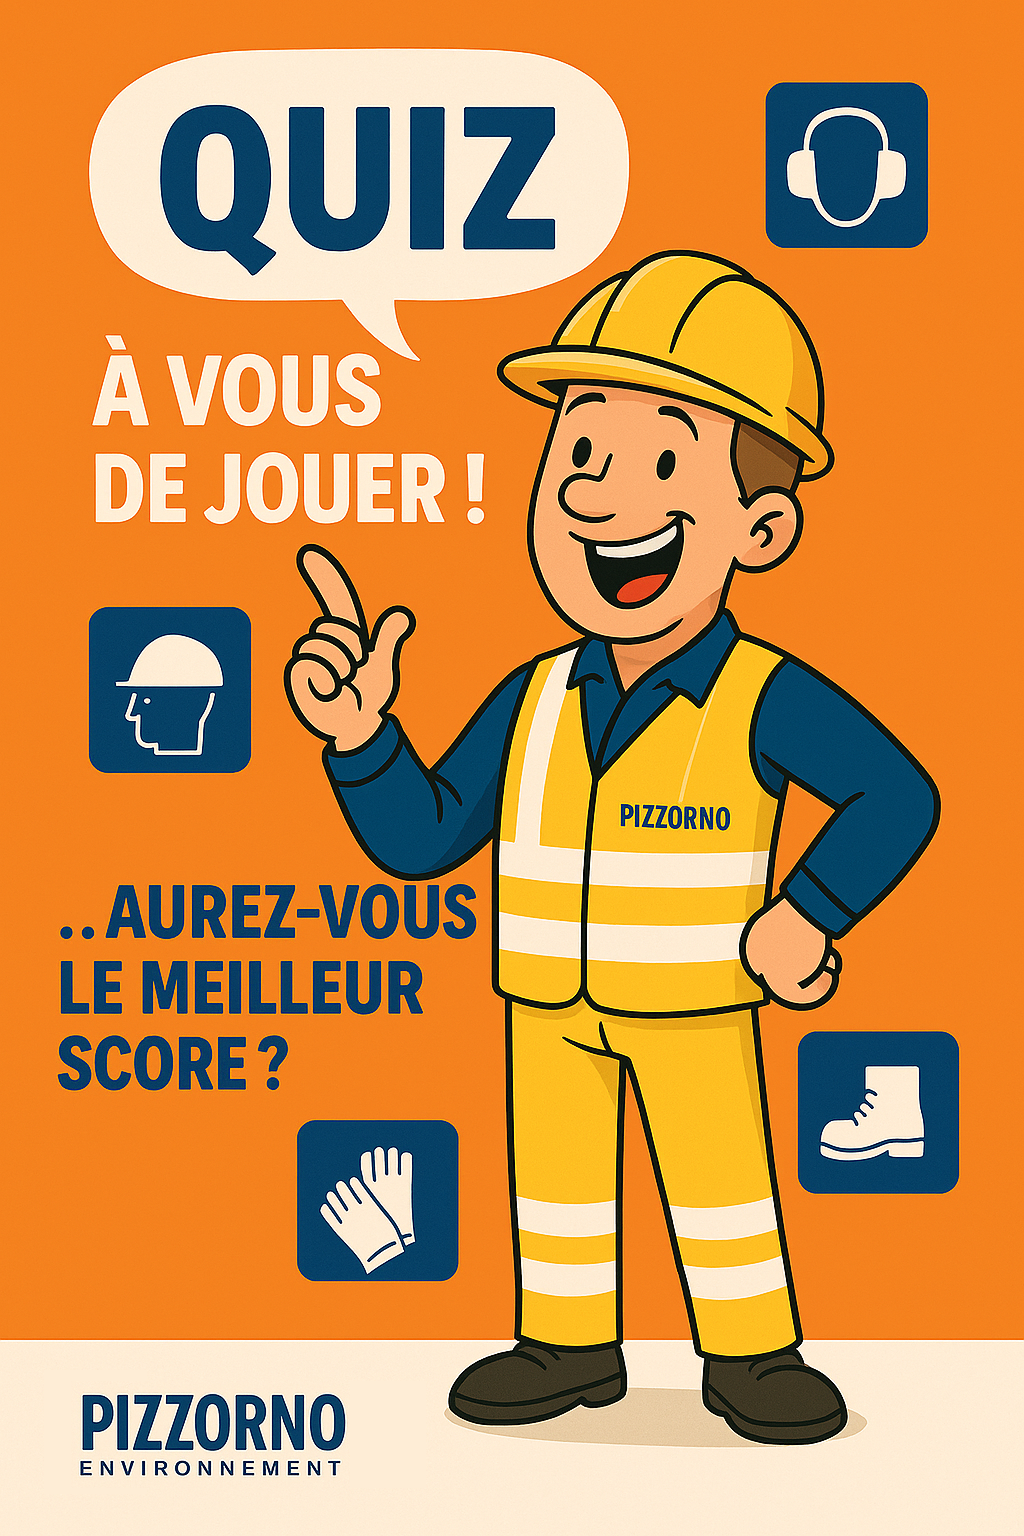 QUIZ
À VOUS
DE JOUER !
PIZZORNO
..AUREZ-VOUS
LE MEILLEUR
SCORE ?
PIZZORNO
ENVIRONNEMENT